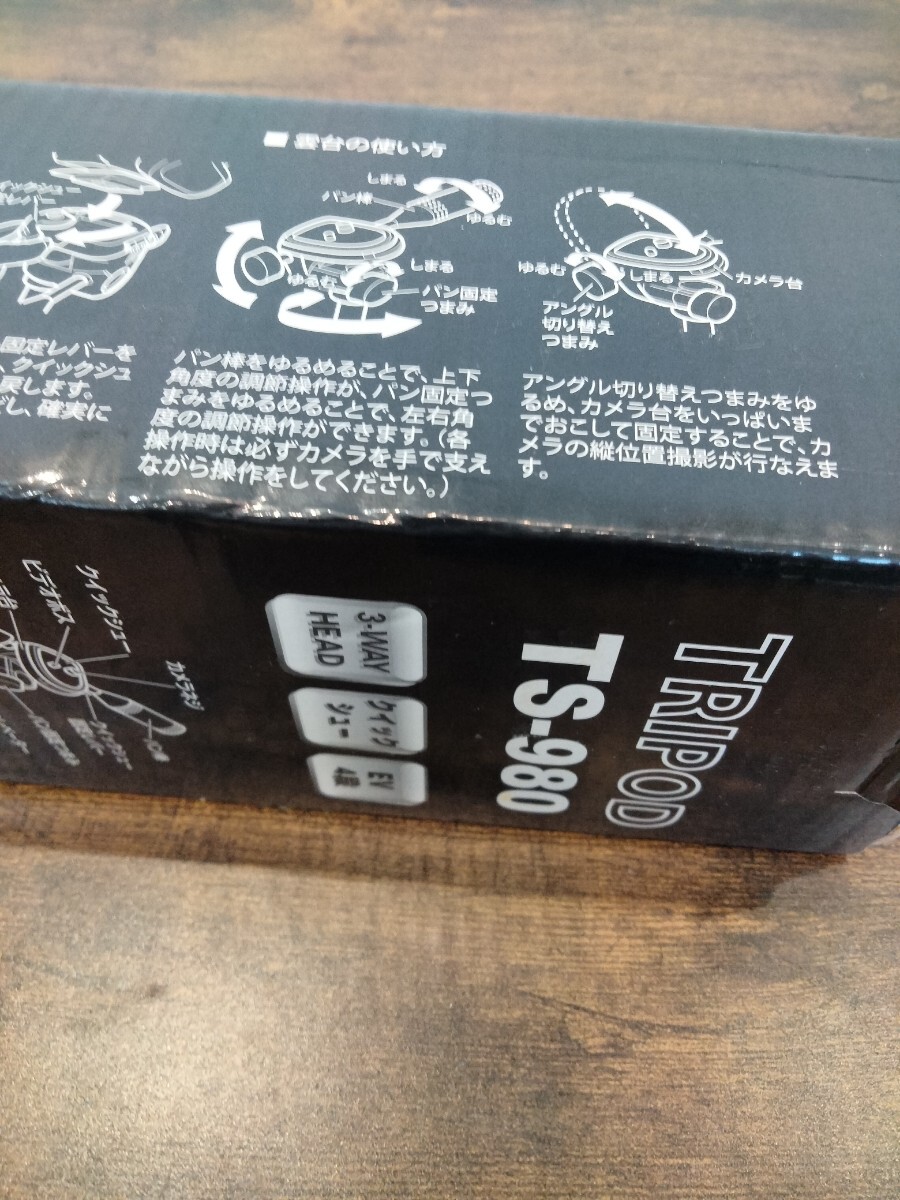 ■ 雲台の使い方
しまる
パン棒
ゆるむ
しまる
ゆるむ
パン固定
つまみ
ゆるむ
しまる
カメラ台
アングル
切り替え
つまみ
固定レバーを
クイックシュ
戻します。
し、確実に
パン棒をゆるめることで、上下
角度の調節操作が、パン固定つ
まみをゆるめることで、左右角
度の調節操作ができます。（各
操作時は必ずカメラを手で支え
ながら操作をしてください。）
アングル切り替えつまみをゆ
るめ、カメラ台をいっぱいま
でおこして固定することで、カ
メラの縦位置撮影が行なえま
す。
TRIPOD
TS-980
3-WAY
HEAD
クイック
シュー
EV
4段
クイックシュー
ビデオボス
カメラネジ
パン棒